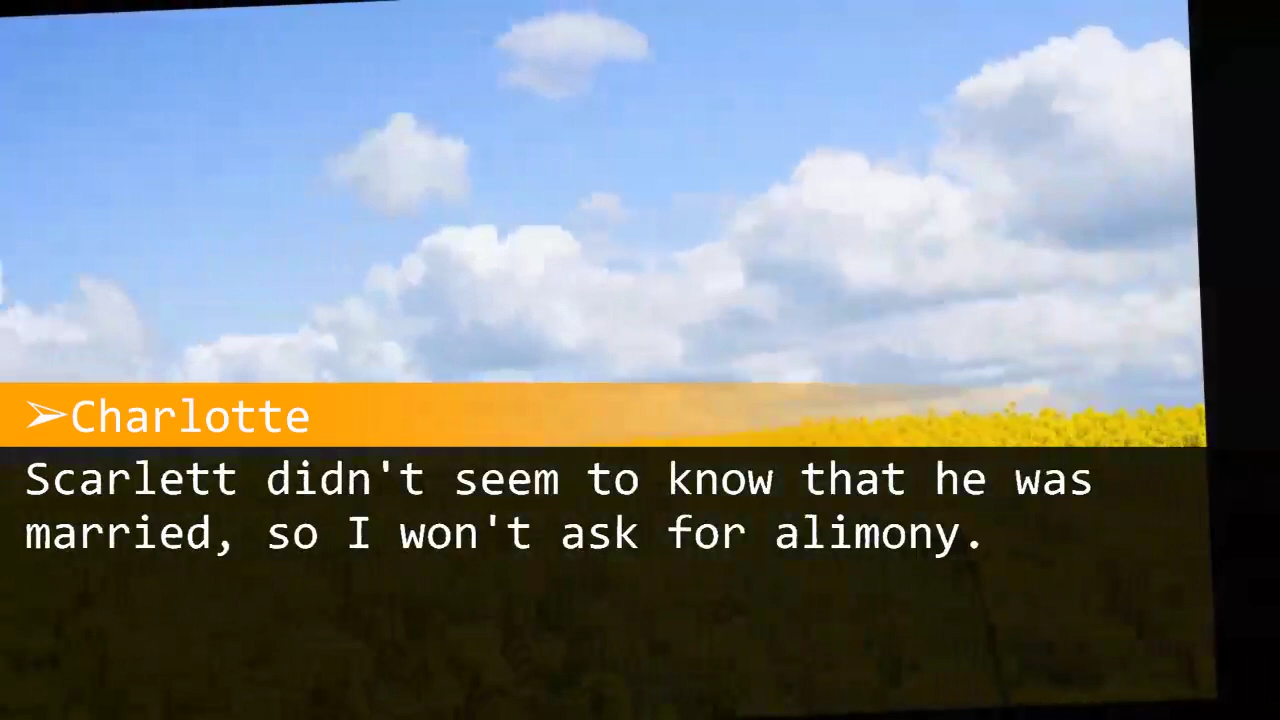 ➢Charlotte
Scarlett didn't seem to know that he was
married, so I won't ask for alimony.